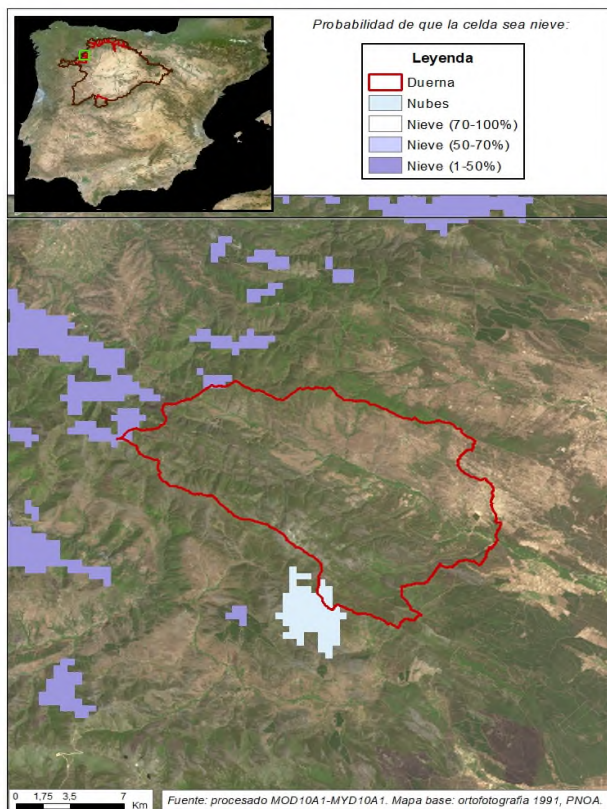 Probabilidad de que la celda sea nieve:
Leyenda
Duerna
Nubes
Nieve (70-100%)
Nieve (50-70%)
Nieve (1-50%)
0 1,75 3,5 7
Km
Fuente: procesado MOD10A1-MYD10A1. Mapa base: ortofotografia 1991, PNOA